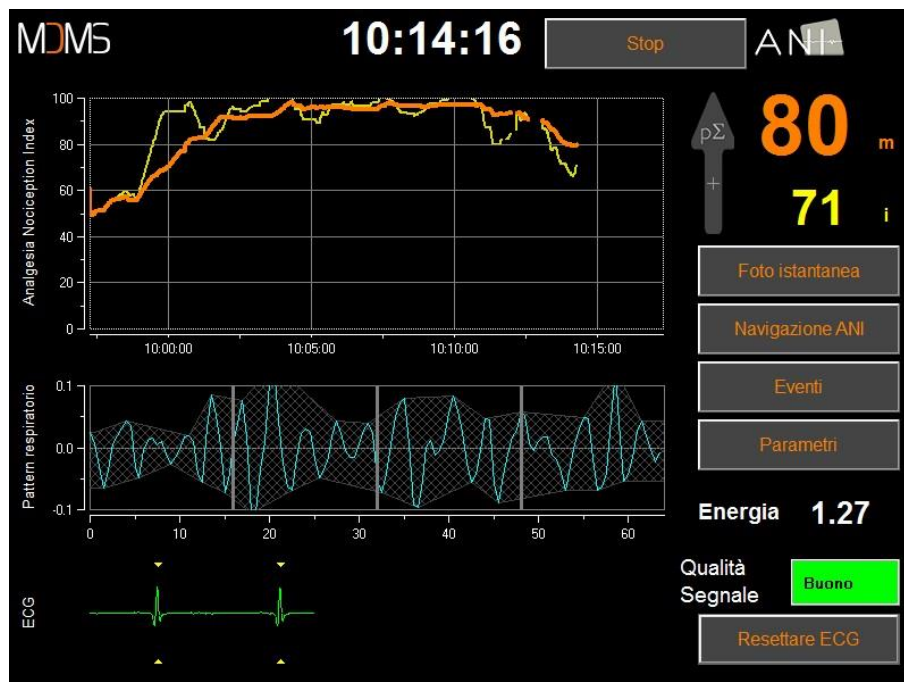 MDMS
10:14:16
Stop
ANI
Analgesia Nociception Index
100
80
60
40
20
0
10:00:00
10:05:00
10:10:00
10:15:00
pΣ
+
80 m
71 i
Foto istantanea
Navigazione ANI
Eventi
Parametri
Pattern respiratorio
0.1
0.0
-0.1
0
10
20
30
40
50
60
Energia 1.27
ECG
Qualità
Segnale
Buono
Resettare ECG